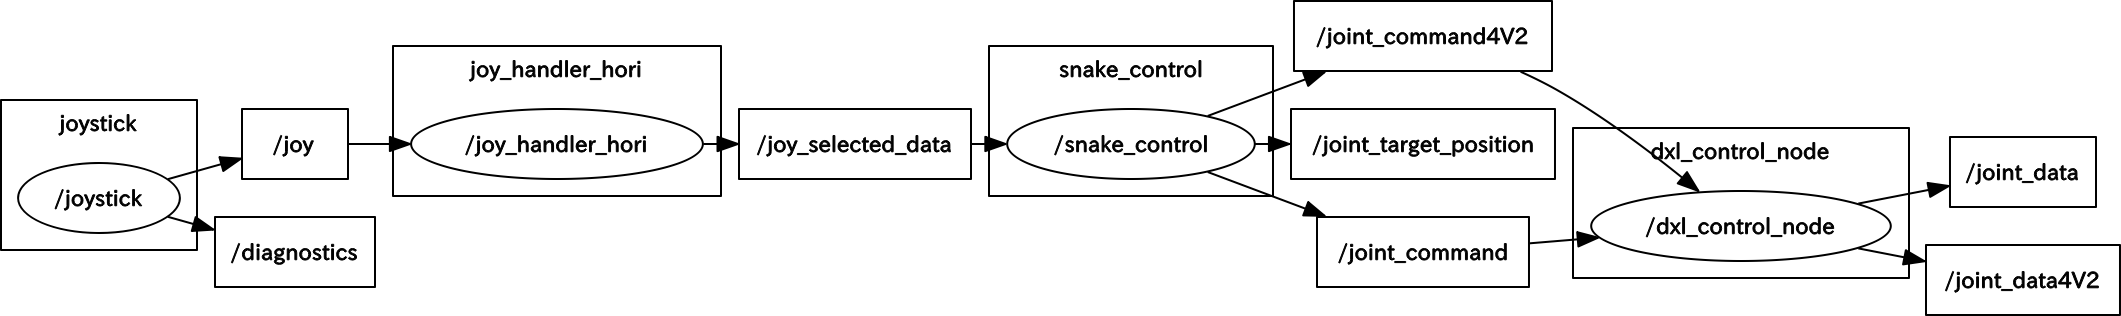 joystick
/joystick
/joy
/diagnostics
joy_handler_hori
/joy_handler_hori
/joy_selected_data
snake_control
/snake_control
/joint_command4V2
/joint_target_position
/joint_command
dxl_control_node
/dxl_control_node
/joint_data
/joint_data4V2